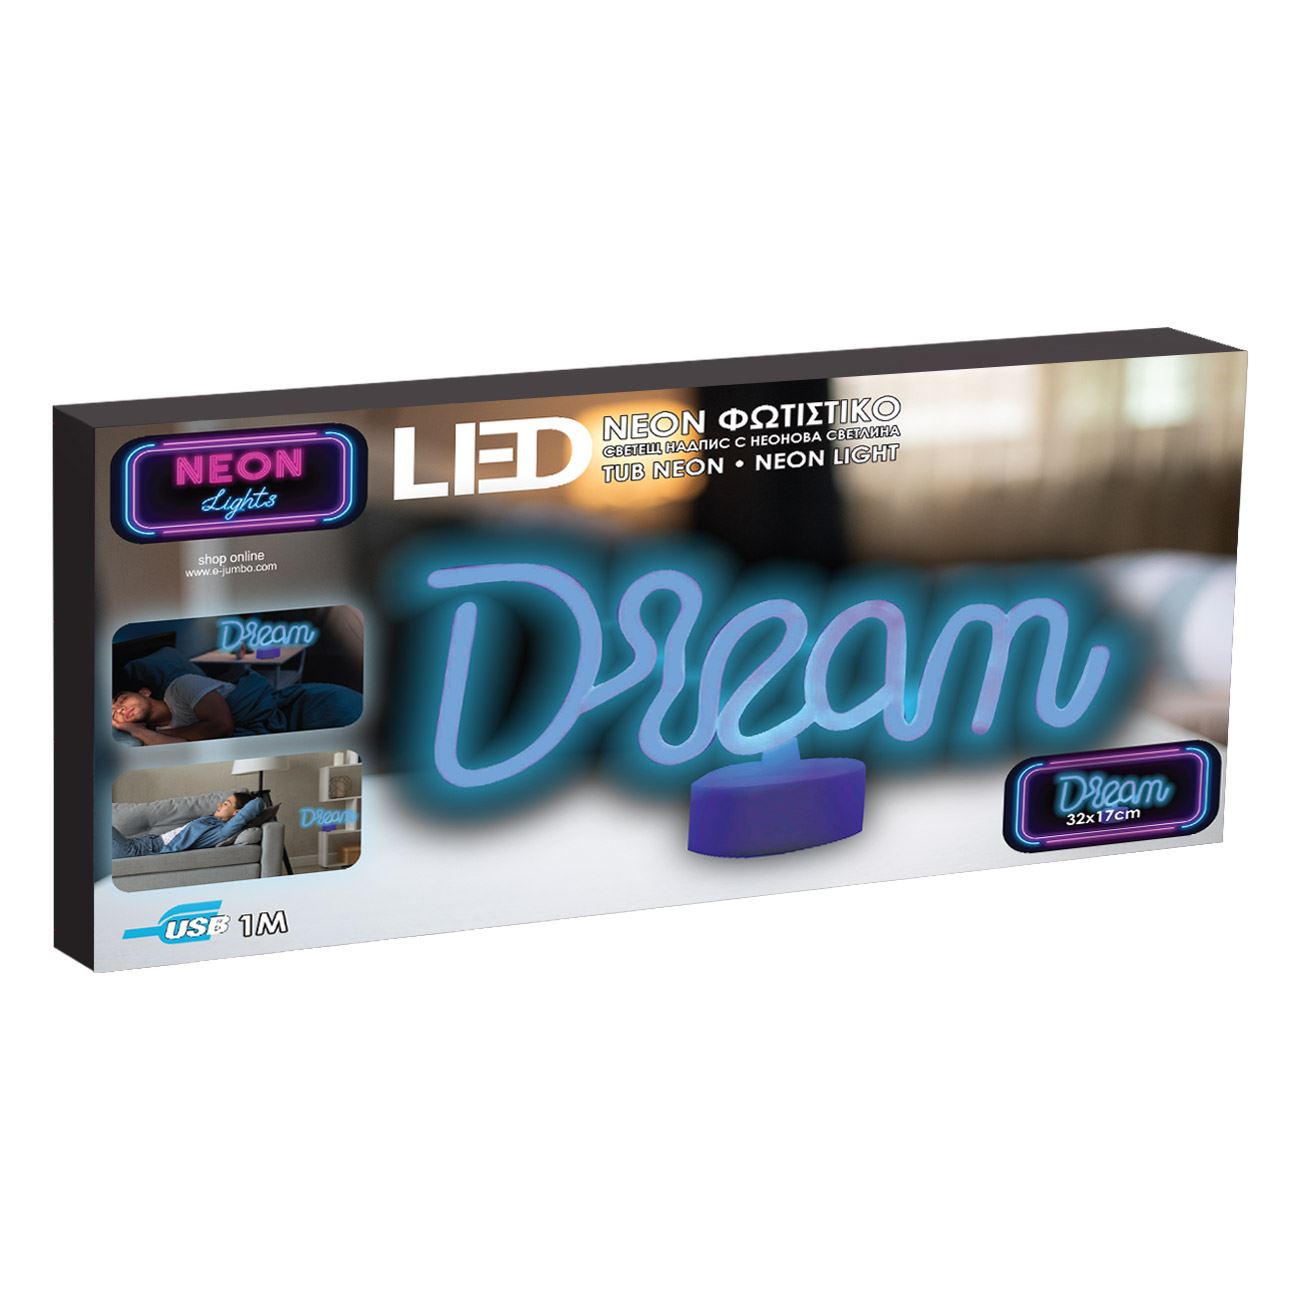 NEON
Lights
shop online
www.e-jumbo.com
LED
NEON ΦΩΤΙΣΤΙΚΟ
СВЕТЕЩ НАДПИС С НЕОНОВА СВЕТЛИНА
TUB NEON • NEON LIGHT
Dream
Dream
Dream
Dream
32x17cm
USB 1M